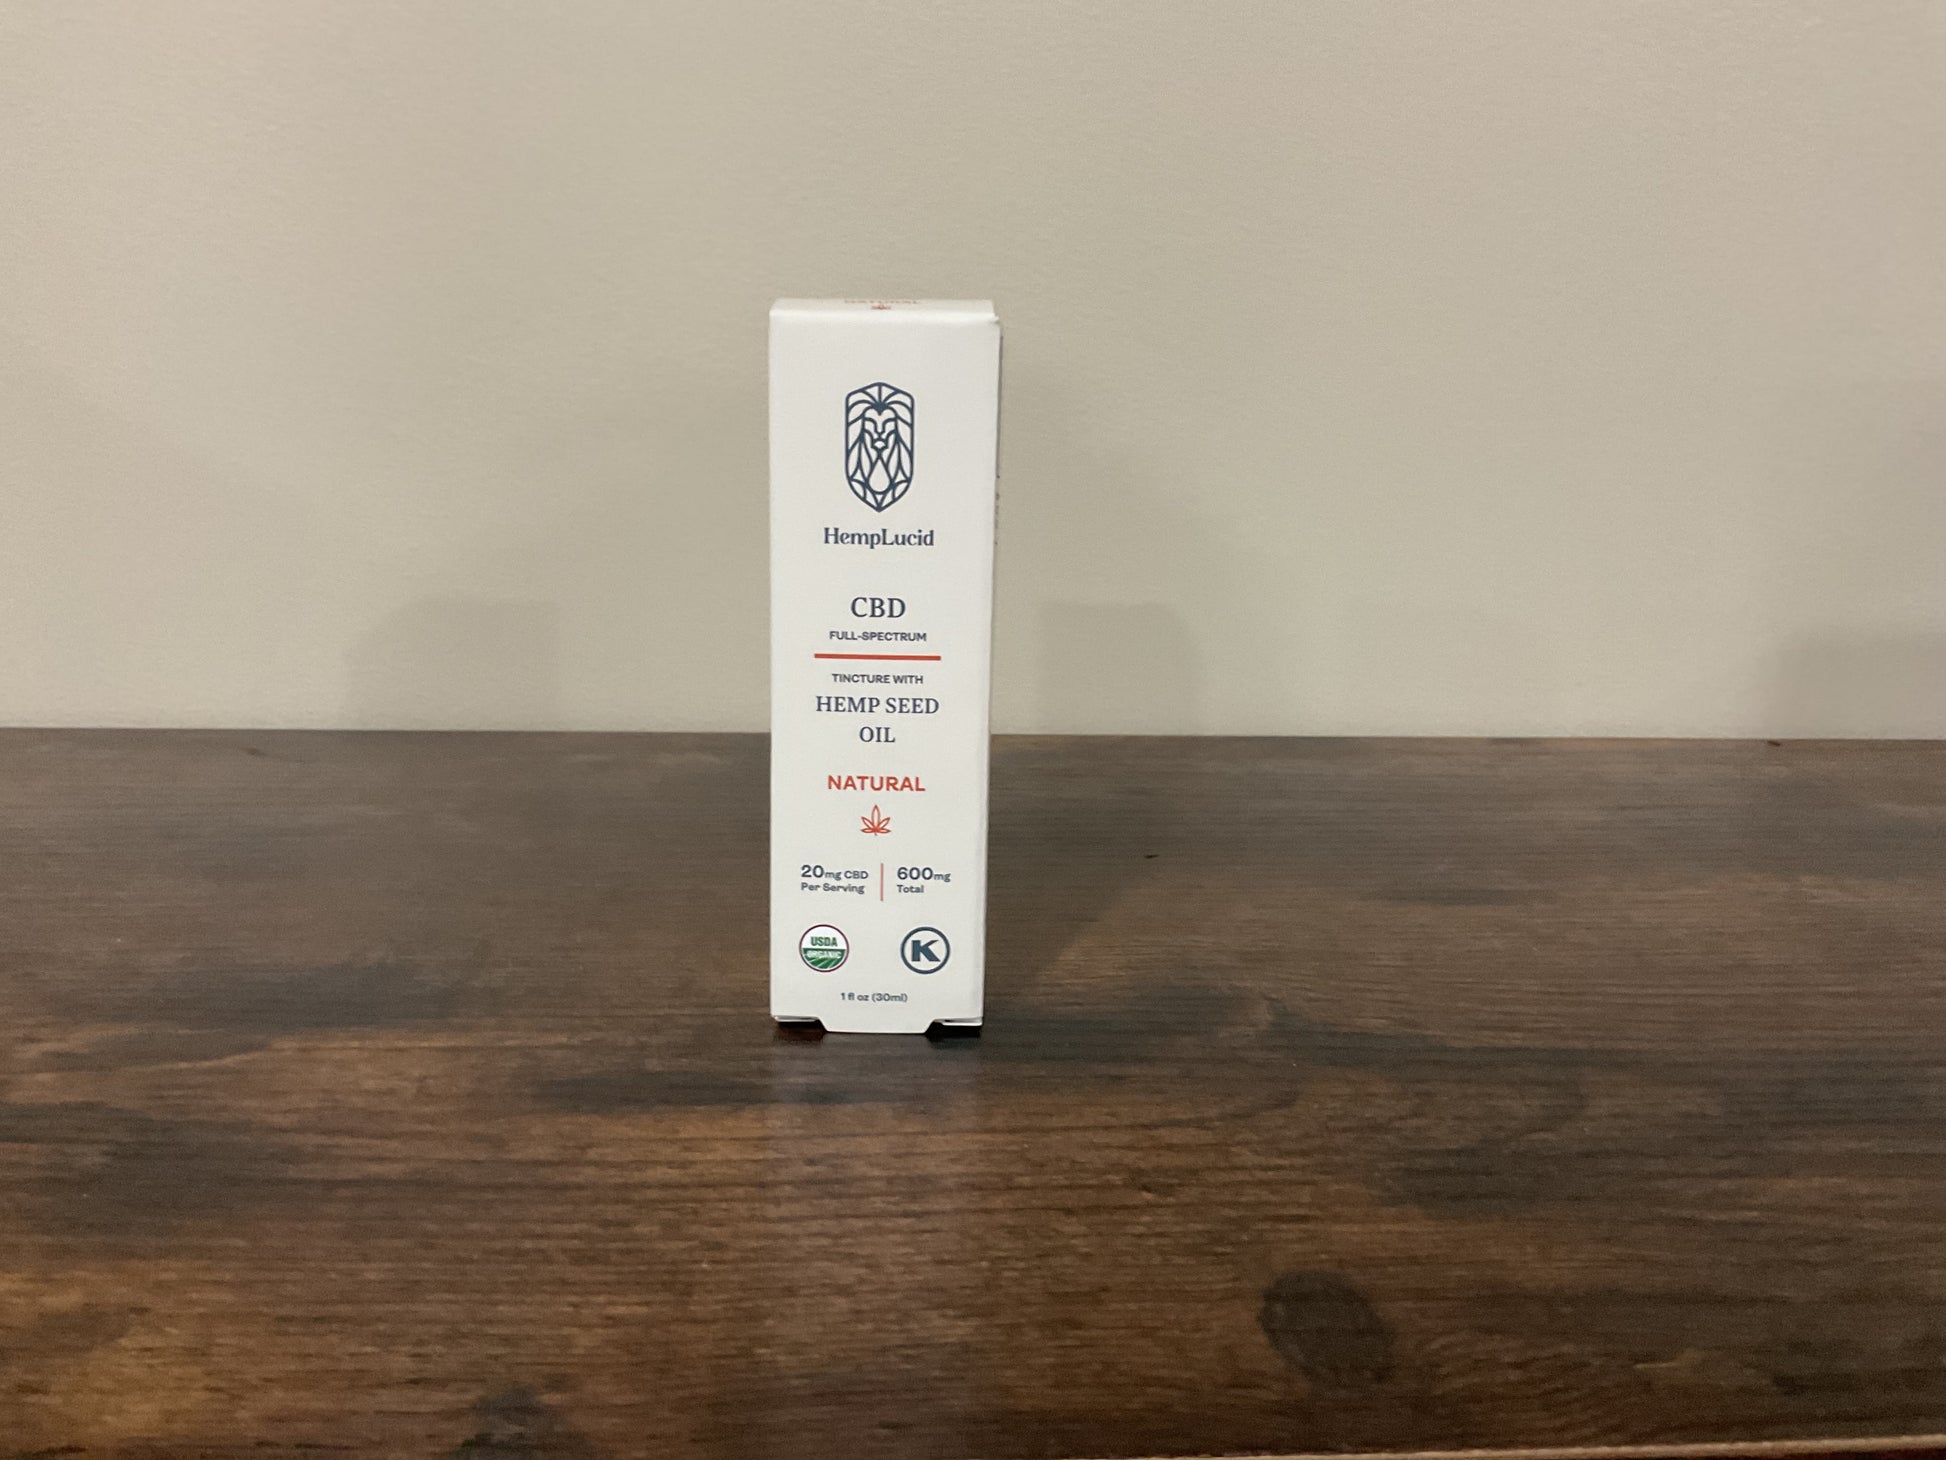 NATURAL
HempLucid
CBD
FULL-SPECTRUM
TINCTURE WITH
HEMP SEED
OIL
NATURAL
20mg CBD
Per Serving
600mg
Total
USDA
ORGANIC
K
1 fl oz (30ml)